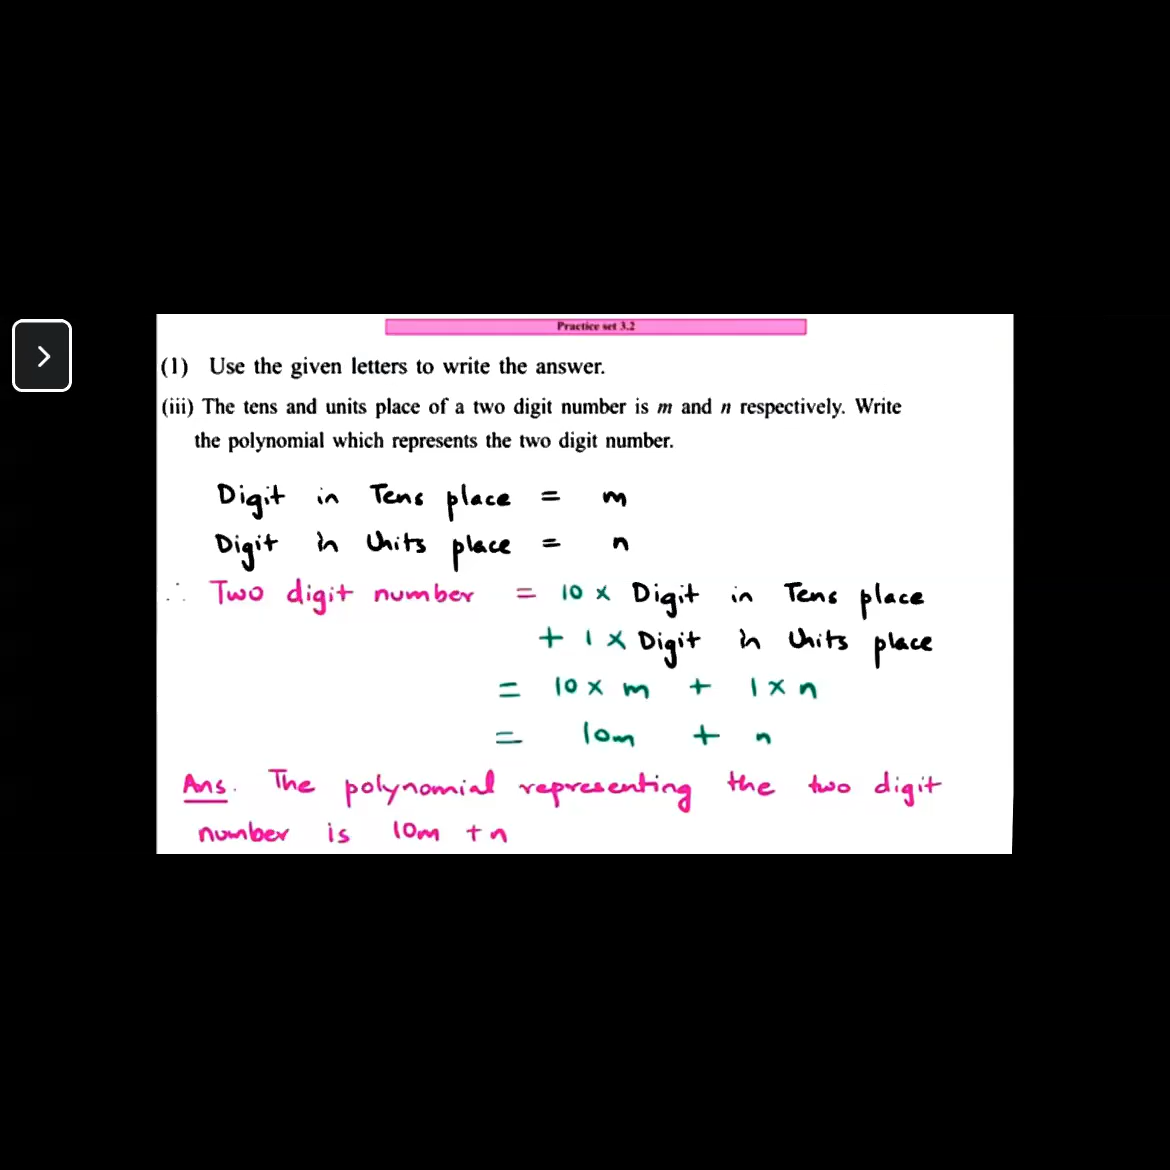 Practice set 3.2
(1) Use the given letters to write the answer.
(iii) The tens and units place of a two digit number is m and n respectively. Write
the polynomial which represents the two digit number.
Digit in Tens place = m
Digit in Units place = n
∴ Two digit number = 10 × Digit in Tens place
+ 1 × Digit in Units place
= 10 × m + 1 × n
= 10m + n
Ans. The polynomial representing the two digit
number is 10m + n